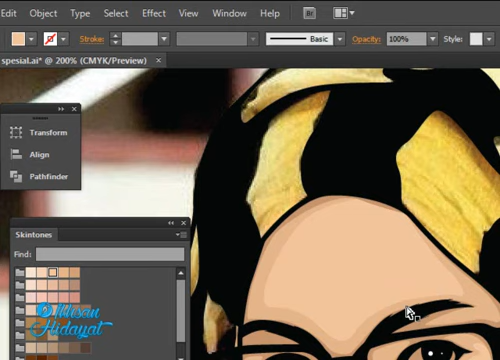 Edit Object Type Select Effect View Window Help Br
Stroke: Basic Opacity: 100% Style:
spesial.ai* @ 200% (CMYK/Preview) ×
Transform
Align
Pathfinder
Skintones
Find:
Ihsan
Hidayat